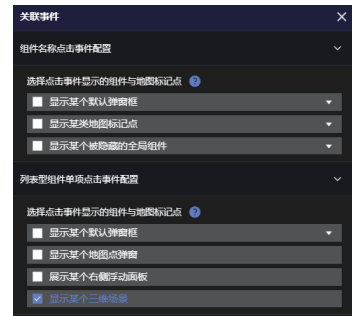 关联事件
组件名称点击事件配置
选择点击事件显示的组件与地图标记点
显示某个默认弹窗框
显示某类地图标记点
显示某个被隐藏的全局组件
列表型组件单项点击事件配置
选择点击事件显示的组件与地图标记点
显示某个默认弹窗框
显示某个地图点弹窗
展示某个右侧浮动面板
显示某个三维场景